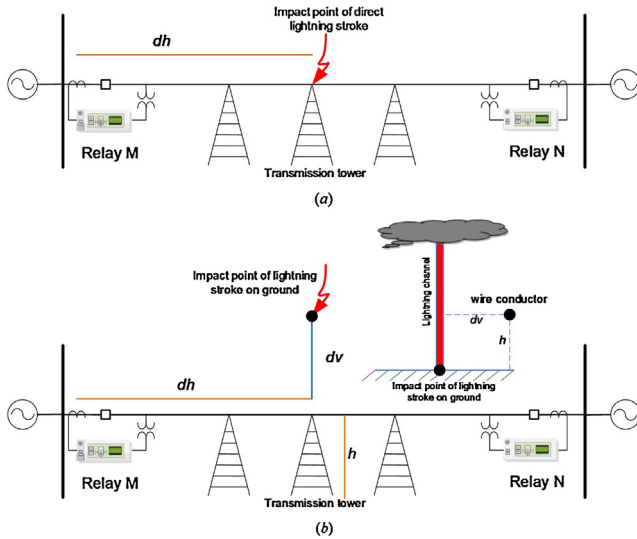 Impact point of direct
lightning stroke
dh
Relay M
Relay N
Transmission tower
(a)
Impact point of lightning
stroke on ground
dv
dh
Lightning channel
wire conductor
dv
h
Impact point of lightning
stroke on ground
h
Relay M
Relay N
Transmission tower
(b)